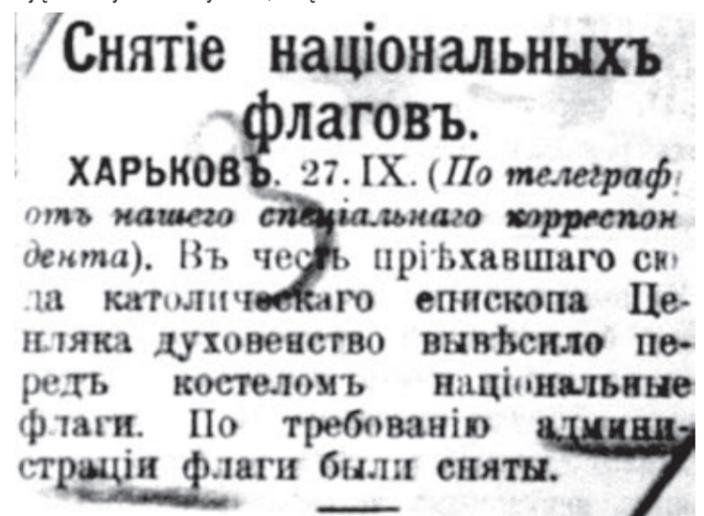 Снятіе національныхъ
флаговъ.
ХАРЬКОВЪ. 27. IX. (По телеграф
отъ нашего спеціальнаго корреспон
дента). Въ честь пріѣхавшаго сю
да католическаго епископа Це-
пляка духовенство вывѣсило пе-
редъ костеломъ національные
флаги. По требованію админи-
страціи флаги были сняты.